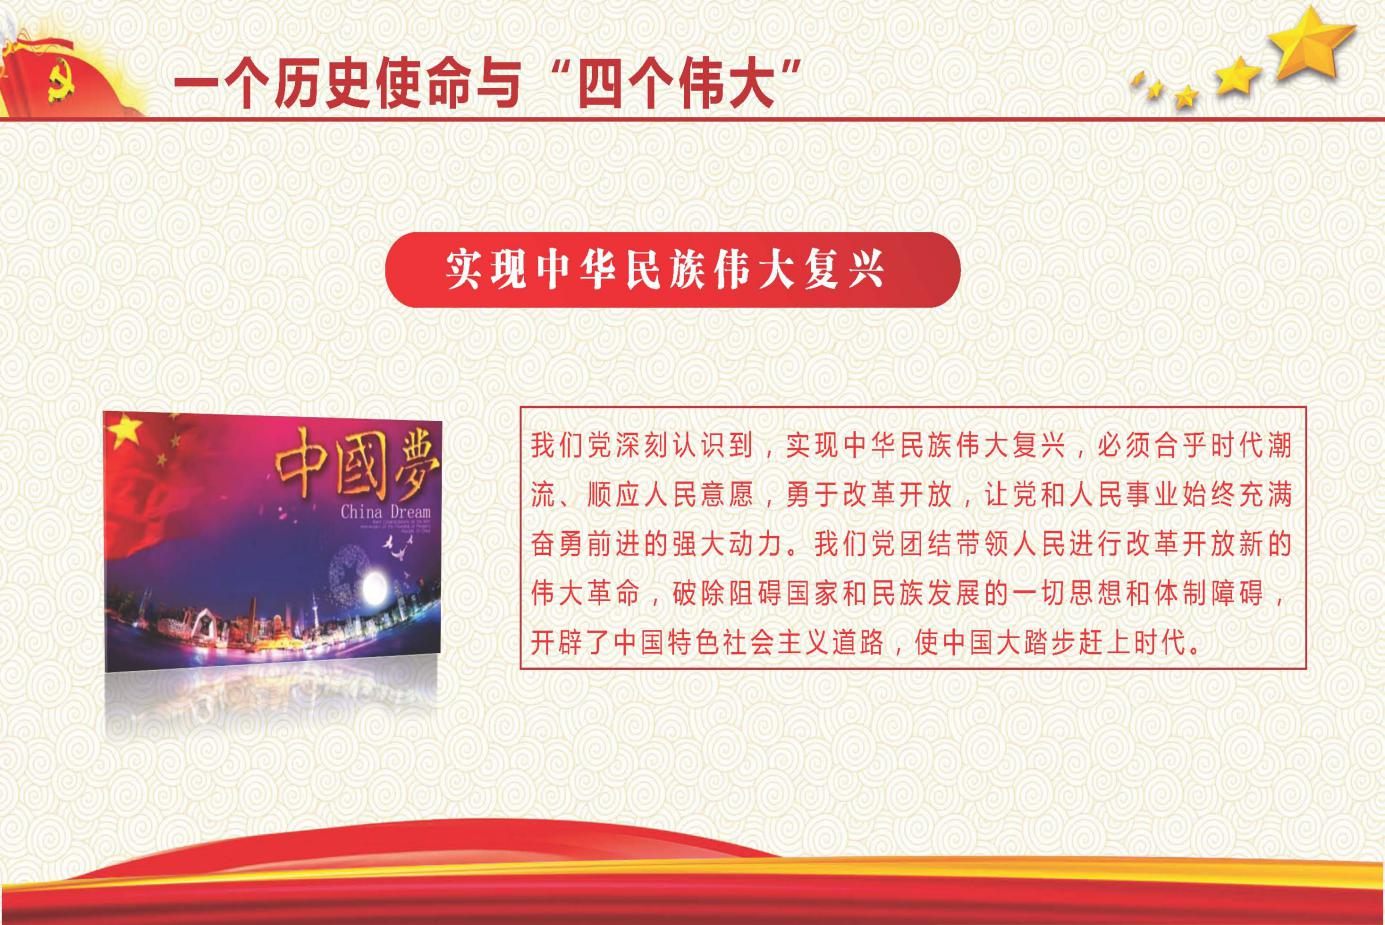 一个历史使命与“四个伟大”
实现中华民族伟大复兴
中國夢
China Dream
我们党深刻认识到，实现中华民族伟大复兴，必须合乎时代潮
流、顺应人民意愿，勇于改革开放，让党和人民事业始终充满
奋勇前进的强大动力。我们党团结带领人民进行改革开放新的
伟大革命，破除阻碍国家和民族发展的一切思想和体制障碍，
开辟了中国特色社会主义道路，使中国大踏步赶上时代。